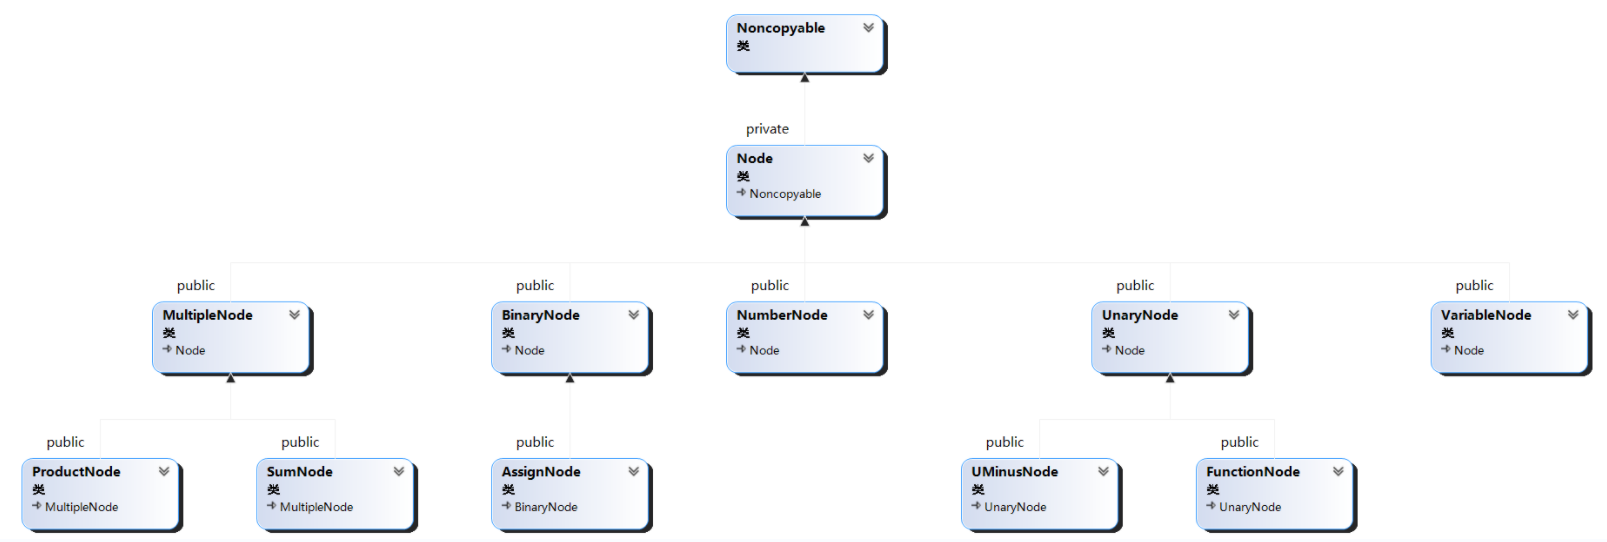 Noncopyable
类
private
Node
类
Noncopyable
public
public
public
public
public
MultipleNode
类
Node
BinaryNode
类
Node
NumberNode
类
Node
UnaryNode
类
Node
VariableNode
类
Node
public
public
public
public
public
ProductNode
类
MultipleNode
SumNode
类
MultipleNode
AssignNode
类
BinaryNode
UMinusNode
类
UnaryNode
FunctionNode
类
UnaryNode